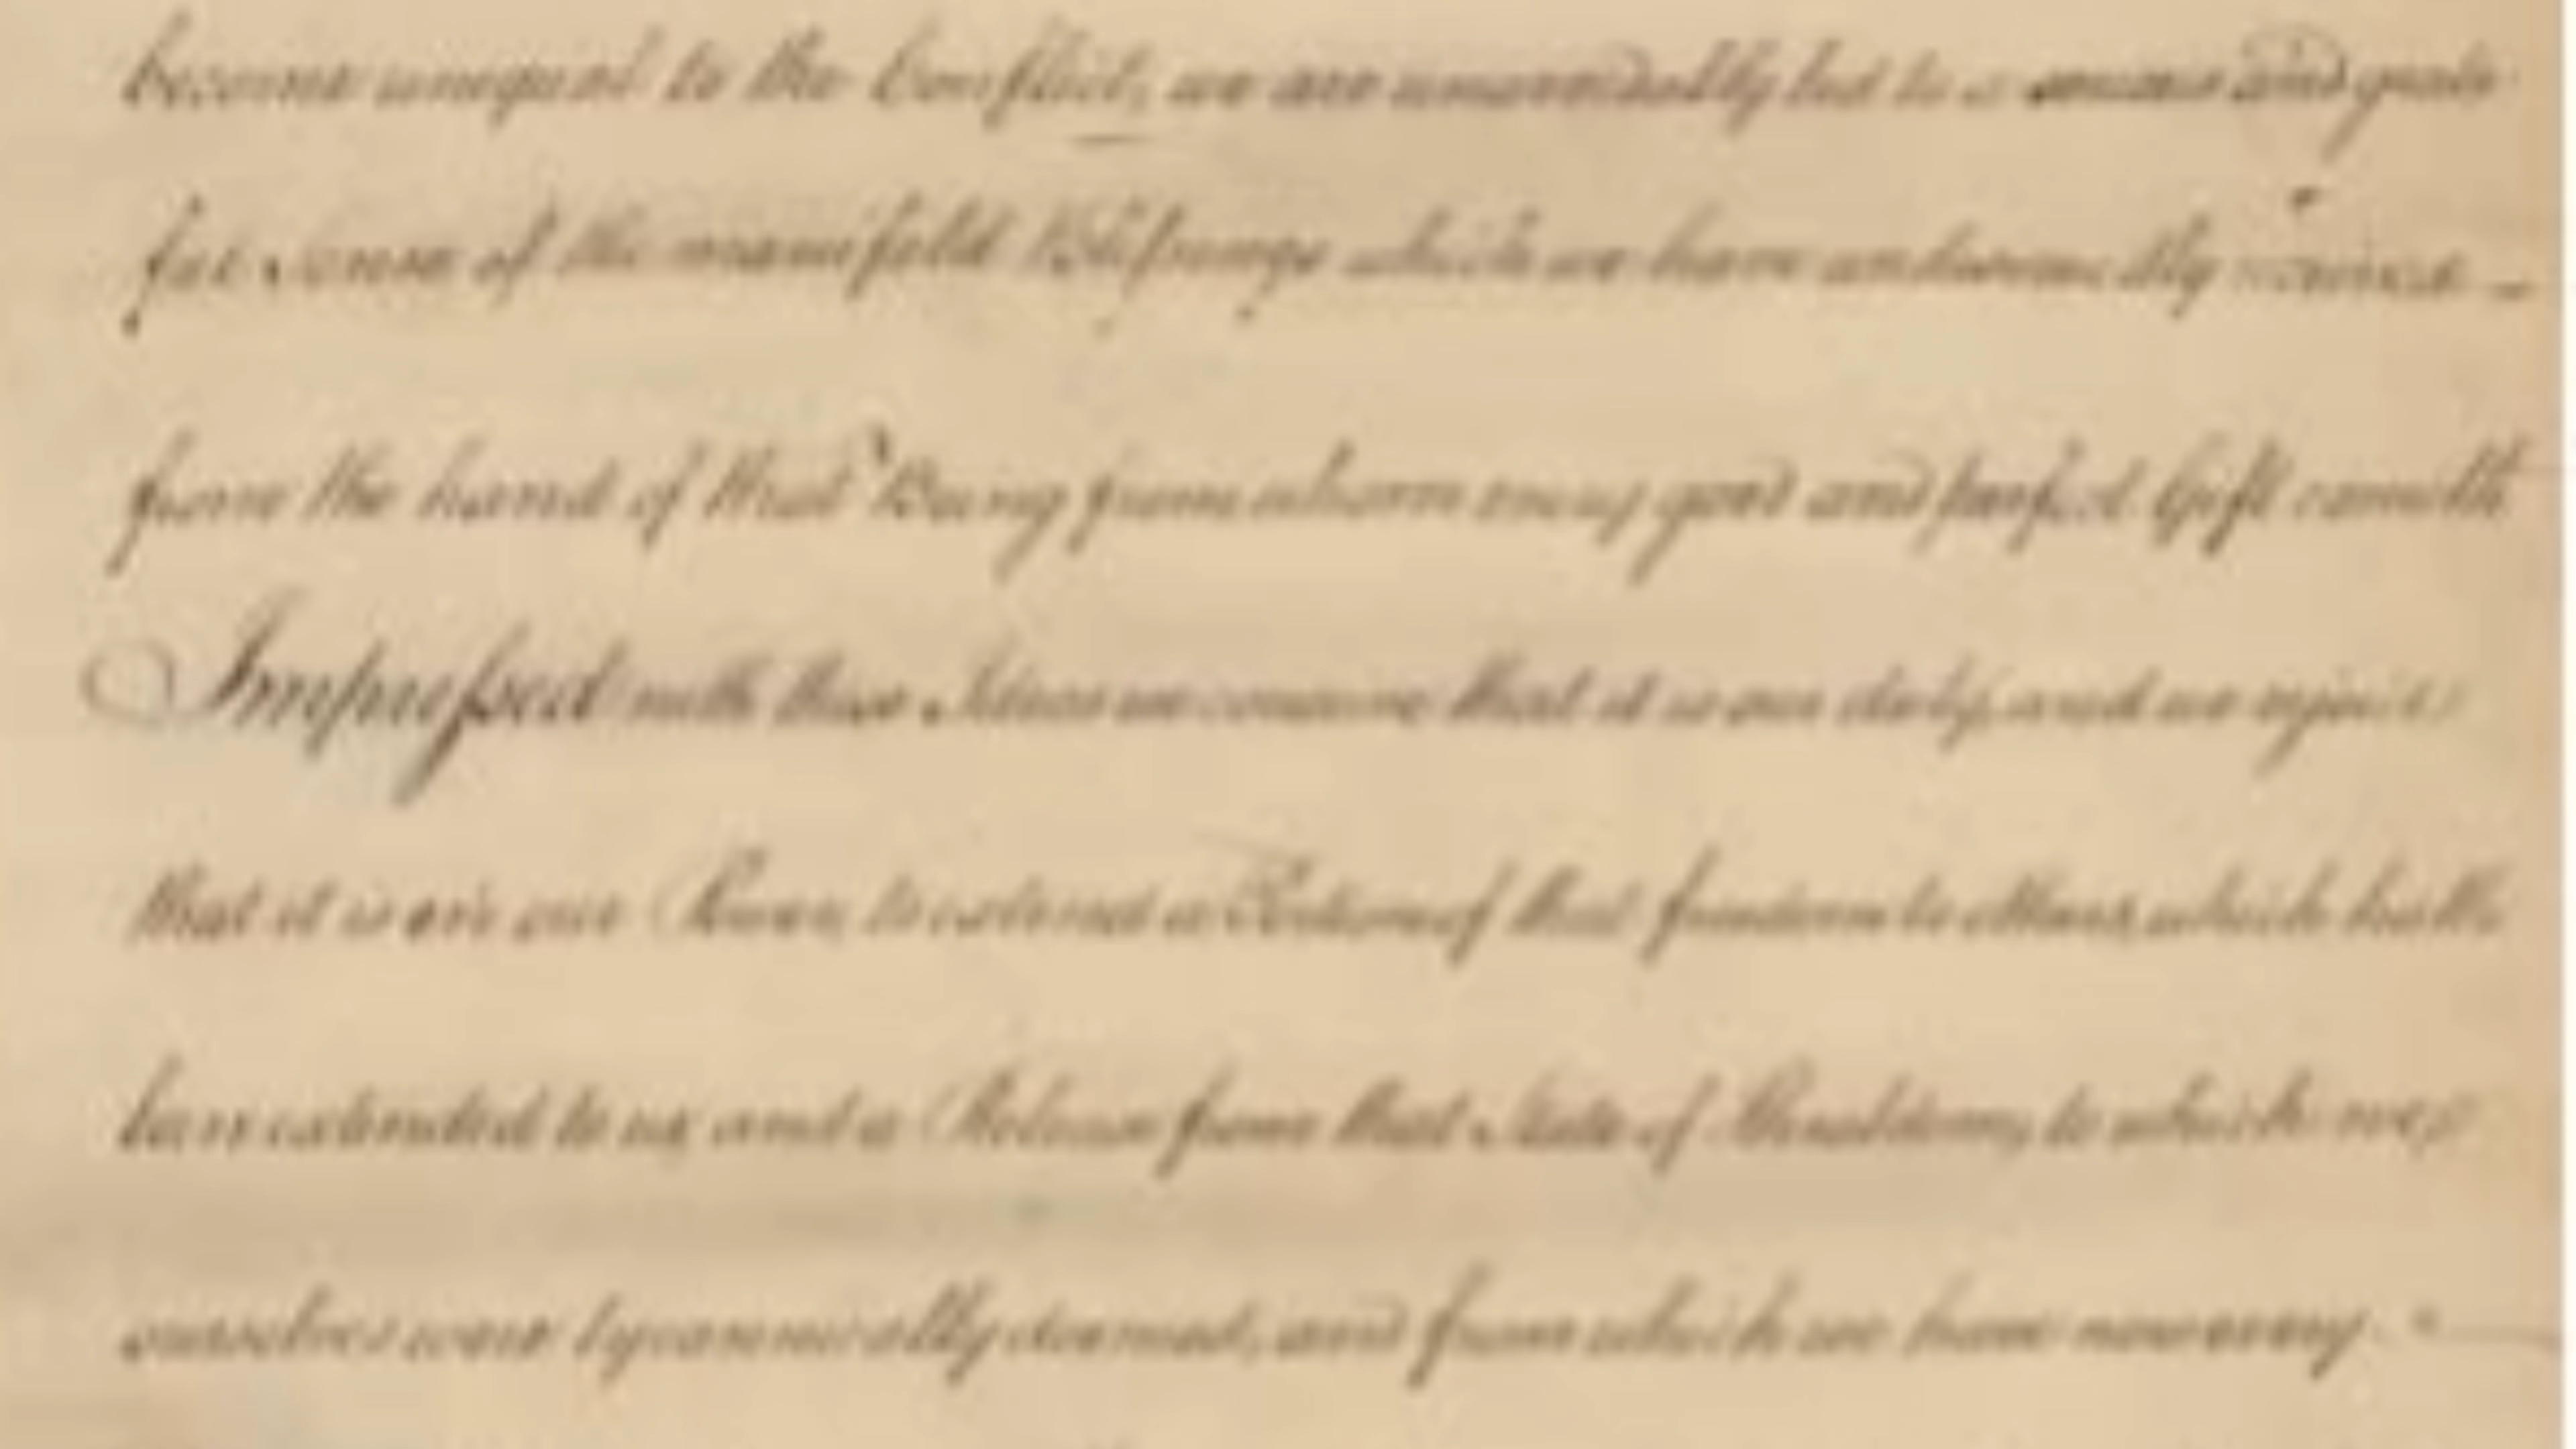 become unequal to the Conflict, we are unavoidably led to a serious and grate
ful sense of the manifold Blessings which we have undeservedly received
from the hand of that Being from whom every good and perfect Gift cometh
Impressed with these Ideas we conceive that it is our duty, and we rejoice
that it is in our Power, to extend a Portion of that freedom to others, which hath
been extended to us, and a Release from that State of Thraldom, to which we
ourselves were tyrannically doomed, and from which we have now every